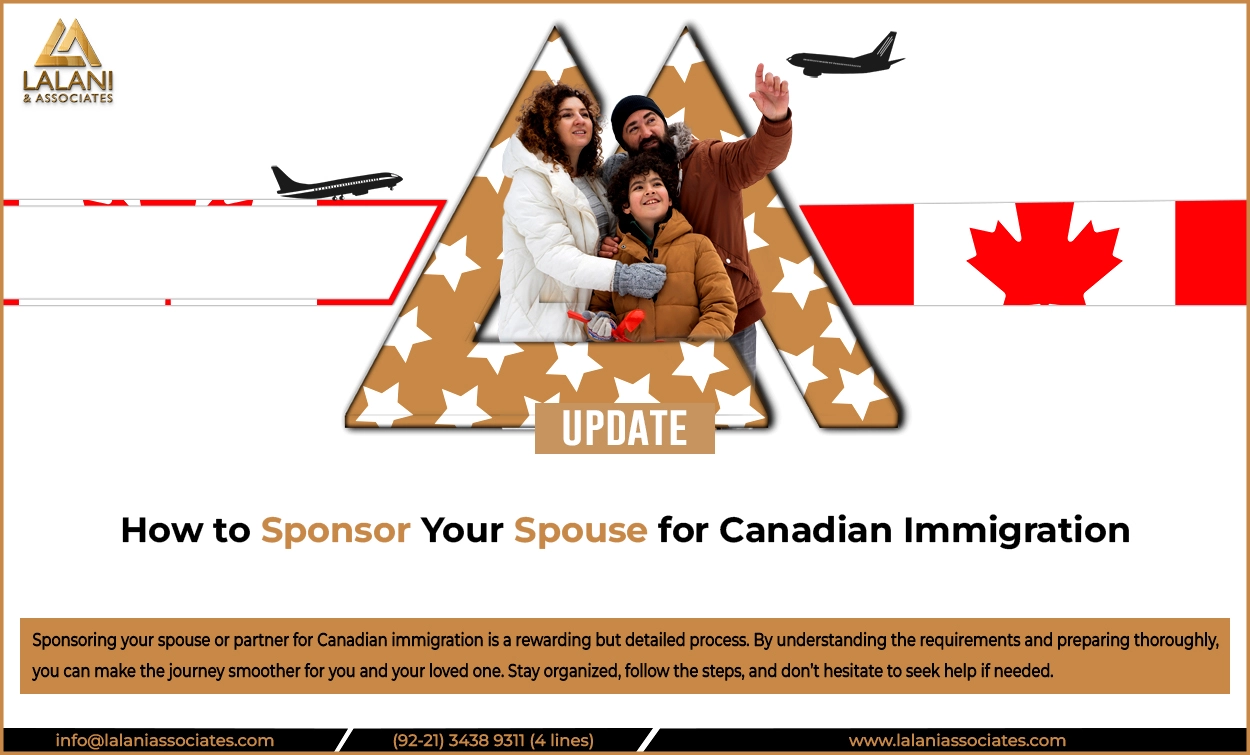 LALANI
& ASSOCIATES
UPDATE
How to Sponsor Your Spouse for Canadian Immigration
Sponsoring your spouse or partner for Canadian immigration is a rewarding but detailed process. By understanding the requirements and preparing thoroughly,
you can make the journey smoother for you and your loved one. Stay organized, follow the steps, and don't hesitate to seek help if needed.
info@lalaniassociates.com
(92-21) 3438 9311 (4 lines)
www.lalaniassociates.com